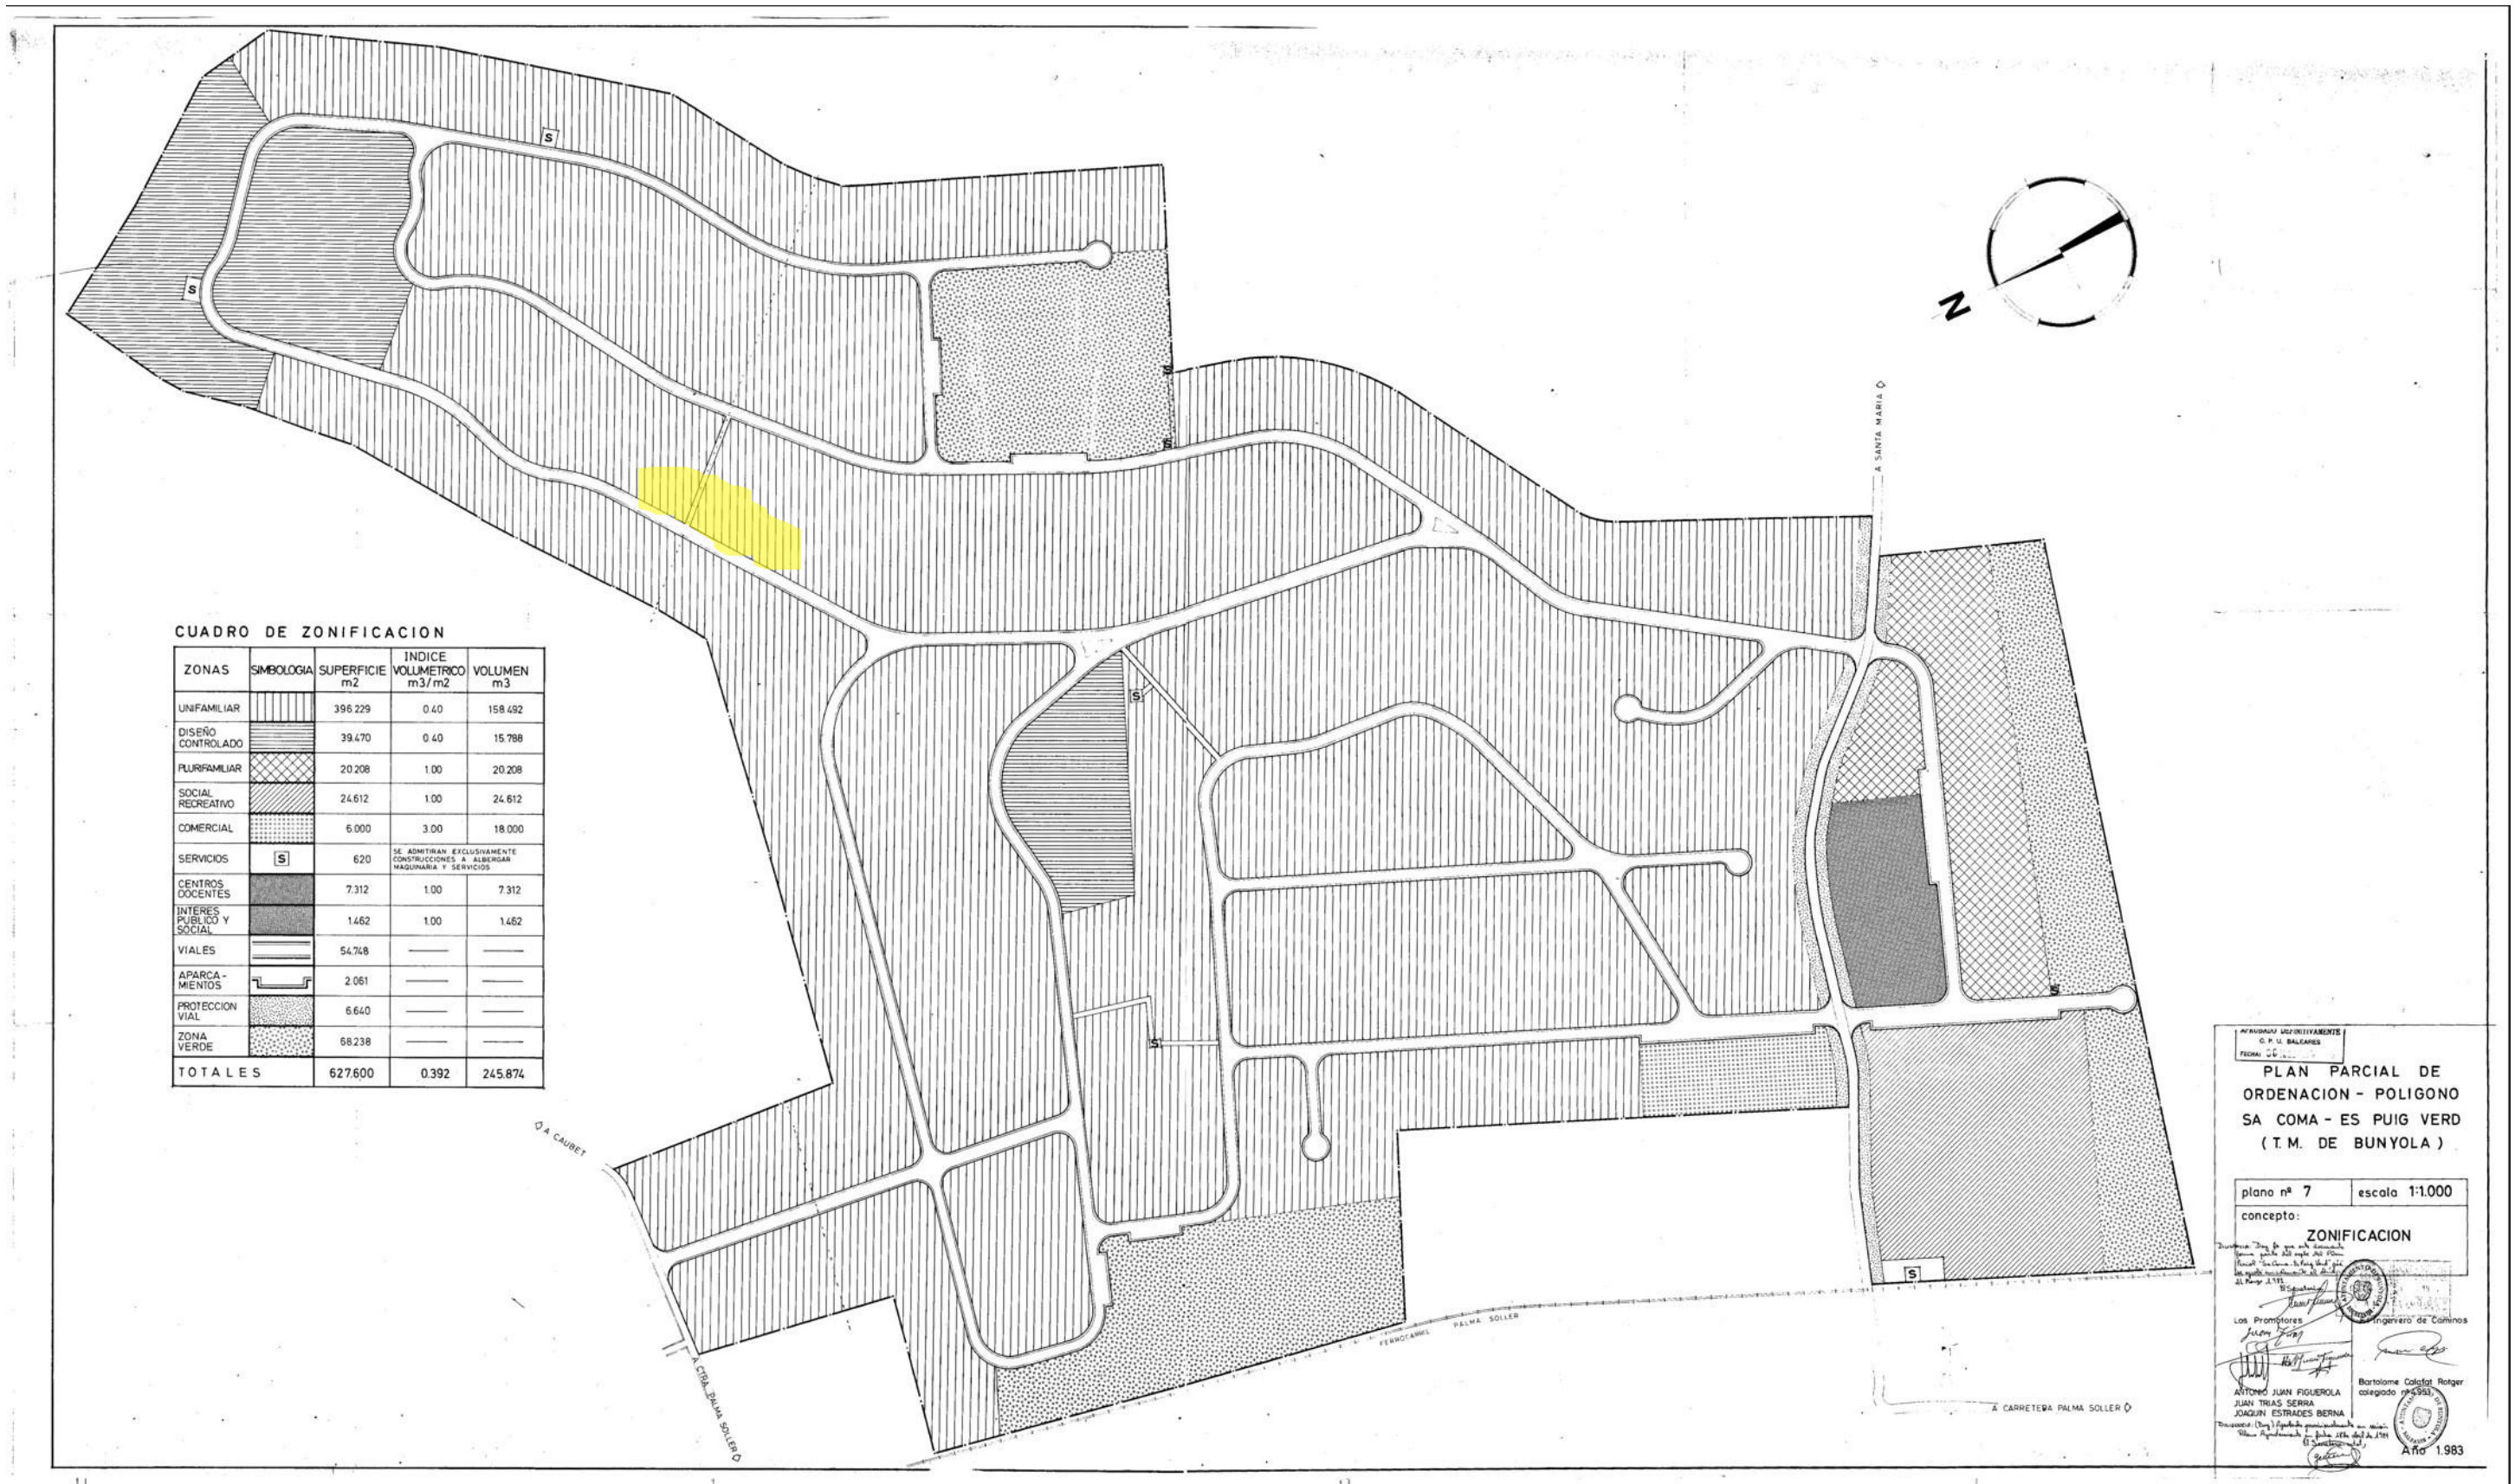 N
S
S
S
S
A SANTA MARIA
CUADRO DE ZONIFICACION
ZONAS SIMBOLOGIA SUPERFICIE m2 INDICE VOLUMETRICO m3/m2 VOLUMEN m3
UNIFAMILIAR 396.229 0.40 158.492
DISEÑO CONTROLADO 39.470 0.40 15.788
PLURIFAMILIAR 20.208 1.00 20.208
SOCIAL RECREATIVO 24.612 1.00 24.612
COMERCIAL 6.000 3.00 18.000
SERVICIOS S 620 SE ADMITIRAN EXCLUSIVAMENTE CONSTRUCCIONES A ALBERGAR MAQUINARIA Y SERVICIOS
CENTROS DOCENTES 7.312 1.00 7.312
INTERES PUBLICO Y SOCIAL 1.462 1.00 1.462
VIALES 54.748
APARCA-MIENTOS 2.061
PROTECCION VIAL 6.640
ZONA VERDE 68.238
TOTALES 627.600 0.392 245.874
S
S
S
S
A CAUBET
A CTRA. PALMA SOLLER
FERROCARRIL PALMA SOLLER
A CARRETERA PALMA SOLLER
APROBADO DEFINITIVAMENTE
C. P. U. BALEARES
FECHA:
PLAN PARCIAL DE
ORDENACION - POLIGONO
SA COMA - ES PUIG VERD
(T. M. DE BUNYOLA)
plano nº 7 escala 1:1.000
concepto:
ZONIFICACION
Los Promotores
Ingeniero de Caminos
ANTONIO JUAN FIGUEROLA
JUAN TRIAS SERRA
JOAQUIN ESTRADES BERNA
Bartolome Calafat Rotger
colegiado nº
Año 1.983